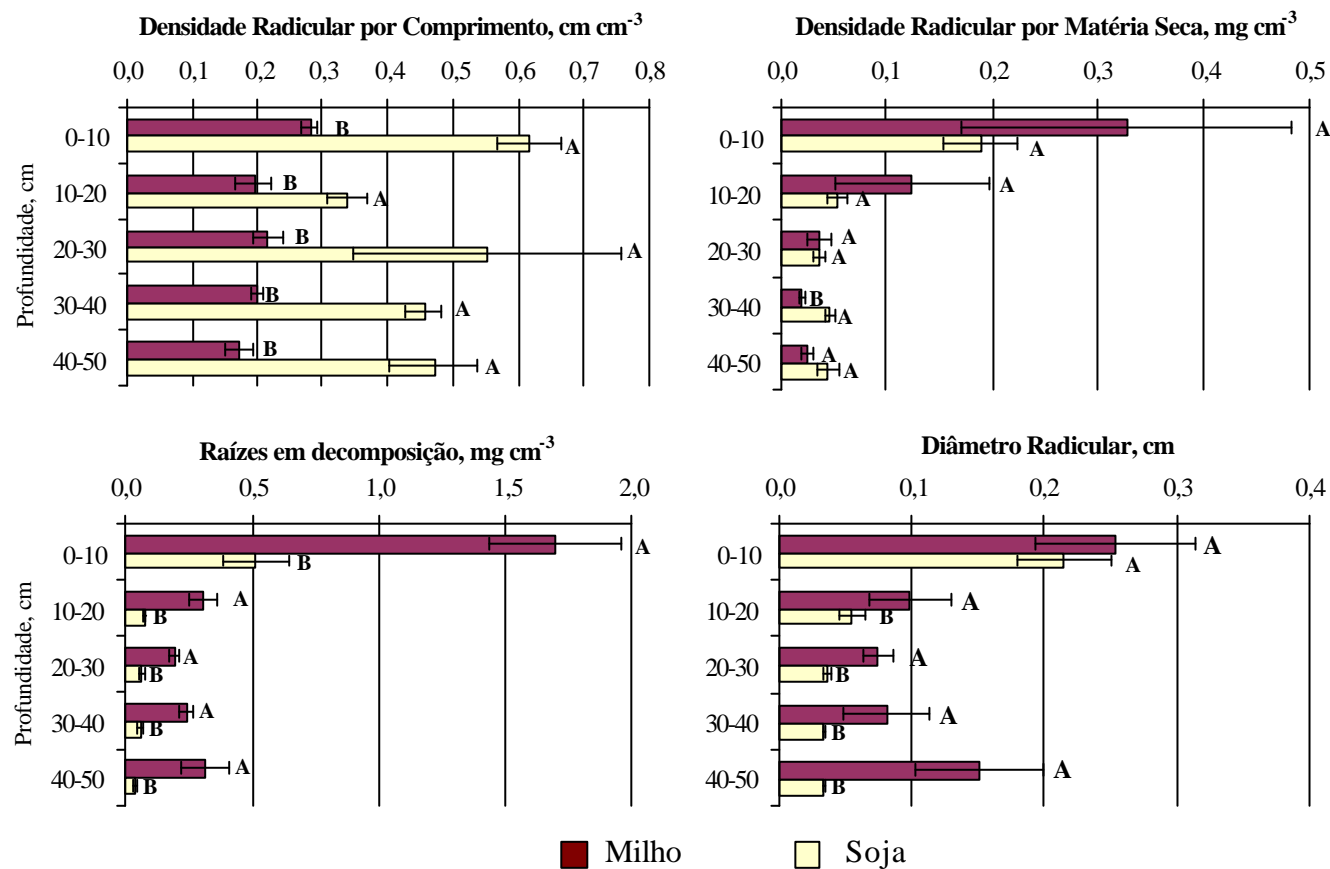 Densidade Radicular por Comprimento, cm cm-3
0,0 0,1 0,2 0,3 0,4 0,5 0,6 0,7 0,8
Profundidade, cm
0-10 B
A
10-20 B
A
20-30 B
A
30-40 B
A
40-50 B
A
Densidade Radicular por Matéria Seca, mg cm-3
0,0 0,1 0,2 0,3 0,4 0,5
0-10 A
A
10-20 A
A
20-30 A
A
30-40 B
A
40-50 A
A
Raízes em decomposição, mg cm-3
0,0 0,5 1,0 1,5 2,0
Profundidade, cm
0-10 A
B
10-20 A
B
20-30 A
B
30-40 A
B
40-50 A
B
Diâmetro Radicular, cm
0,0 0,1 0,2 0,3 0,4
0-10 A
A
10-20 A
B
20-30 A
B
30-40 A
B
40-50 A
B
Milho Soja